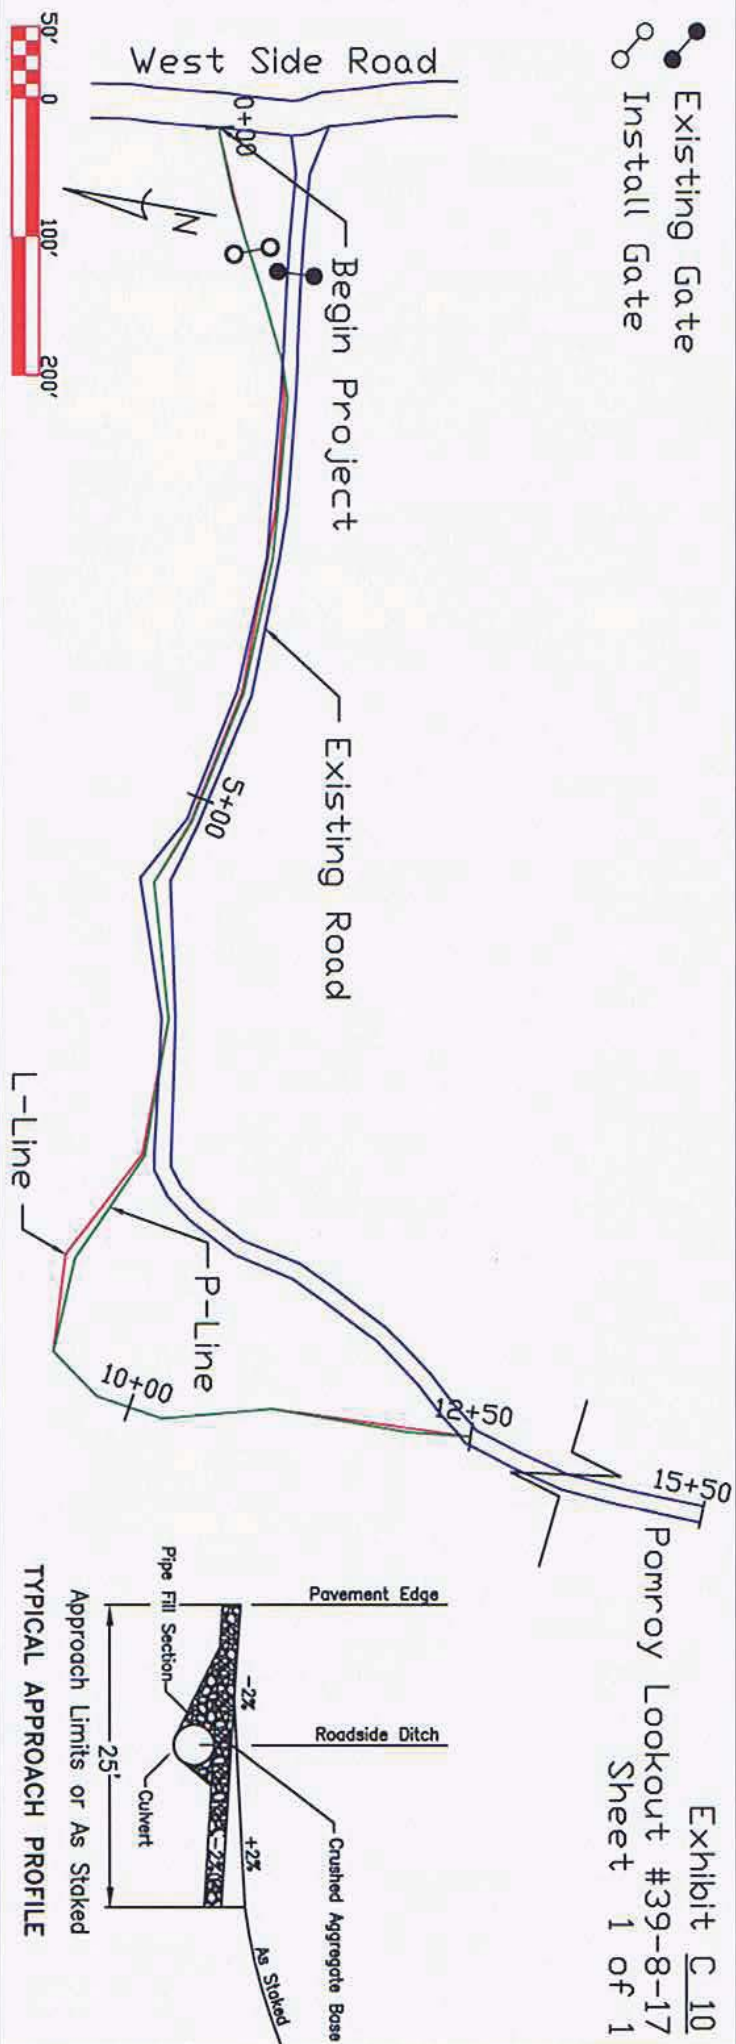 Exhibit C 10
Pomroy Lookout #39-8-17
Sheet 1 of 1
Existing Gate
Install Gate
West Side Road
0+00
Begin Project
Existing Road
5+00
N
50'
0
100'
200'
L-Line
P-Line
10+00
12+50
15+50
Pavement Edge
Roadside Ditch
Crushed Aggregate Base
-2%
+2%
As Staked
Pipe Fill Section
-2%
Culvert
25'
Approach Limits or As Staked
TYPICAL APPROACH PROFILE